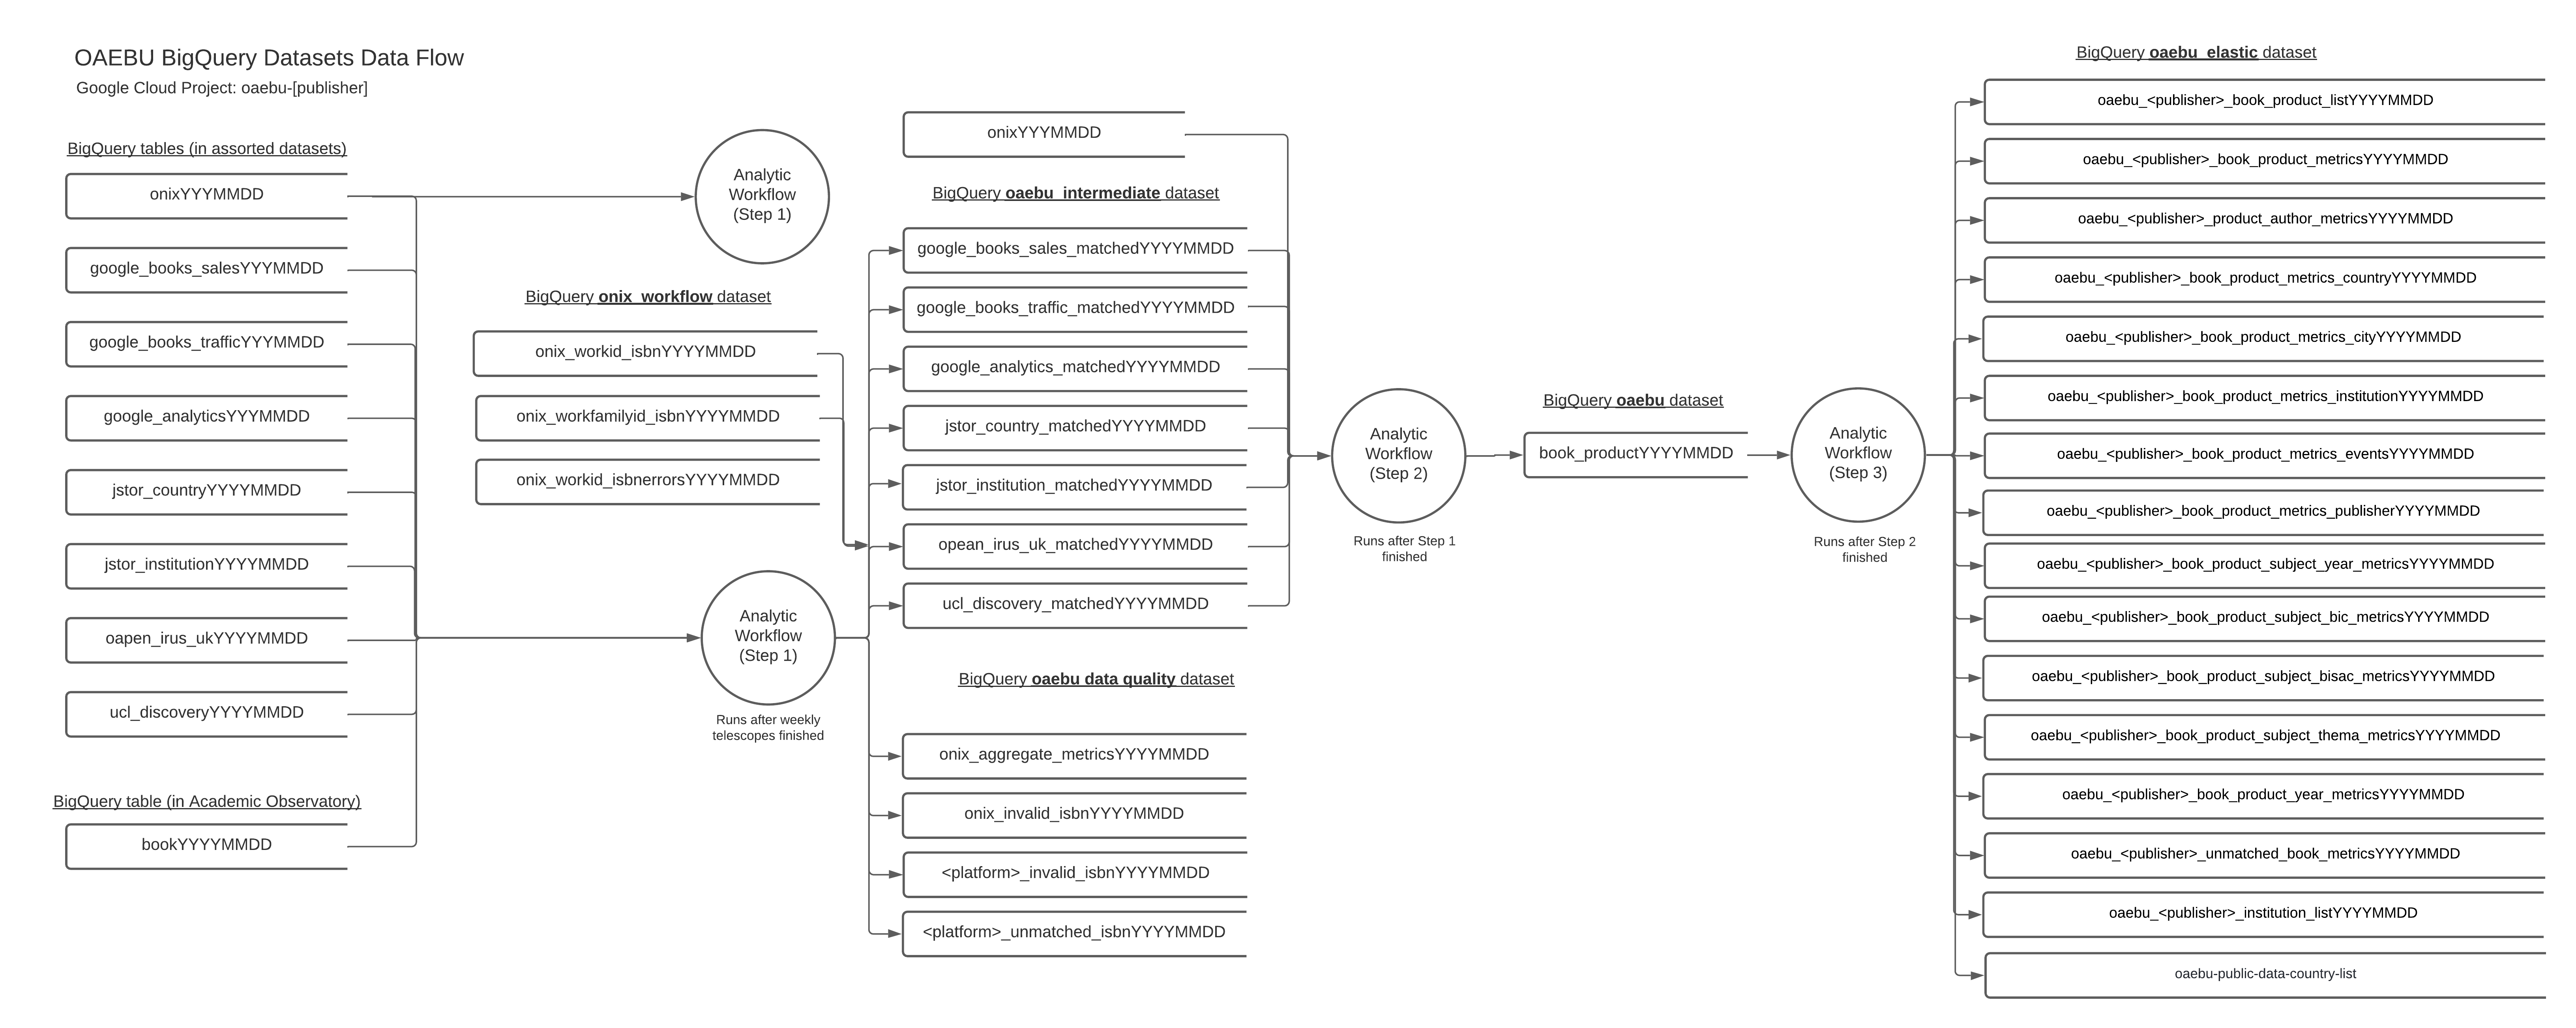 OAEBU BigQuery Datasets Data Flow
Google Cloud Project: oaebu-[publisher]
BigQuery tables (in assorted datasets)
onixYYYMMDD
google_books_salesYYYMMDD
google_books_trafficYYYMMDD
google_analyticsYYYMMDD
jstor_countryYYYYMMDD
jstor_institutionYYYYMMDD
oapen_irus_ukYYYYMMDD
ucl_discoveryYYYYMMDD
BigQuery table (in Academic Observatory)
bookYYYYMMDD
Analytic
Workflow
(Step 1)
BigQuery onix_workflow dataset
onix_workid_isbnYYYYMMDD
onix_workfamilyid_isbnYYYYMMDD
onix_workid_isbnerrorsYYYYMMDD
Analytic
Workflow
(Step 1)
Runs after weekly
telescopes finished
onixYYYMMDD
BigQuery oaebu_intermediate dataset
google_books_sales_matchedYYYYMMDD
google_books_traffic_matchedYYYYMMDD
google_analytics_matchedYYYYMMDD
jstor_country_matchedYYYYMMDD
jstor_institution_matchedYYYYMMDD
opean_irus_uk_matchedYYYYMMDD
ucl_discovery_matchedYYYYMMDD
BigQuery oaebu data quality dataset
onix_aggregate_metricsYYYYMMDD
onix_invalid_isbnYYYYMMDD
<platform>_invalid_isbnYYYYMMDD
<platform>_unmatched_isbnYYYYMMDD
Analytic
Workflow
(Step 2)
Runs after Step 1
finished
BigQuery oaebu dataset
book_productYYYYMMDD
Analytic
Workflow
(Step 3)
Runs after Step 2
finished
BigQuery oaebu_elastic dataset
oaebu_<publisher>_book_product_listYYYYMMDD
oaebu_<publisher>_book_product_metricsYYYYMMDD
oaebu_<publisher>_product_author_metricsYYYYMMDD
oaebu_<publisher>_book_product_metrics_countryYYYYMMDD
oaebu_<publisher>_book_product_metrics_cityYYYYMMDD
oaebu_<publisher>_book_product_metrics_institutionYYYYMMDD
oaebu_<publisher>_book_product_metrics_eventsYYYYMMDD
oaebu_<publisher>_book_product_metrics_publisherYYYYMMDD
oaebu_<publisher>_book_product_subject_year_metricsYYYYMMDD
oaebu_<publisher>_book_product_subject_bic_metricsYYYYMMDD
oaebu_<publisher>_book_product_subject_bisac_metricsYYYYMMDD
oaebu_<publisher>_book_product_subject_thema_metricsYYYYMMDD
oaebu_<publisher>_book_product_year_metricsYYYYMMDD
oaebu_<publisher>_unmatched_book_metricsYYYYMMDD
oaebu_<publisher>_institution_listYYYYMMDD
oaebu-public-data-country-list